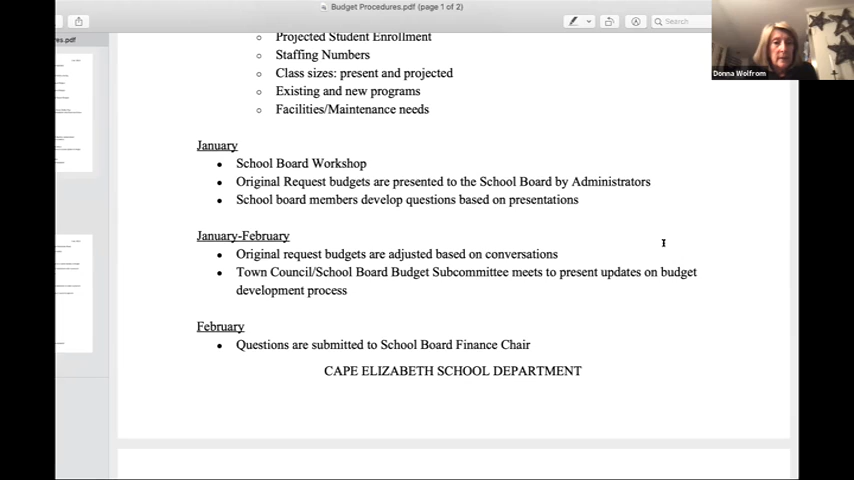 Budget Procedures.pdf (page 1 of 2)
Search
es.pdf
Donna Wolfrom
○ Projected Student Enrollment
○ Staffing Numbers
○ Class sizes: present and projected
○ Existing and new programs
○ Facilities/Maintenance needs
January
● School Board Workshop
● Original Request budgets are presented to the School Board by Administrators
● School board members develop questions based on presentations
January-February
● Original request budgets are adjusted based on conversations
● Town Council/School Board Budget Subcommittee meets to present updates on budget
development process
February
● Questions are submitted to School Board Finance Chair
CAPE ELIZABETH SCHOOL DEPARTMENT